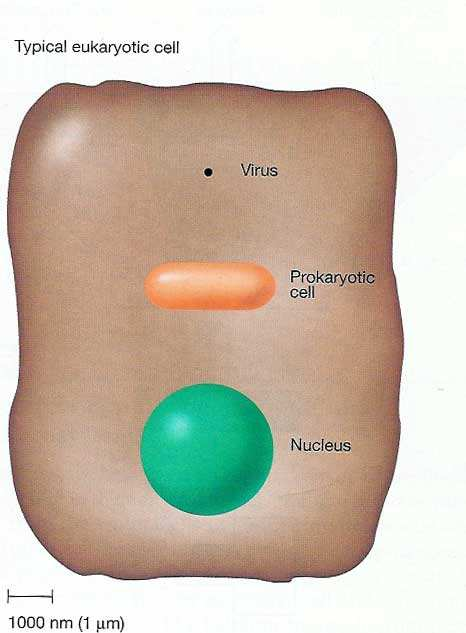 Typical eukaryotic cell
Virus
Prokaryotic
cell
Nucleus
1000 nm (1 μm)